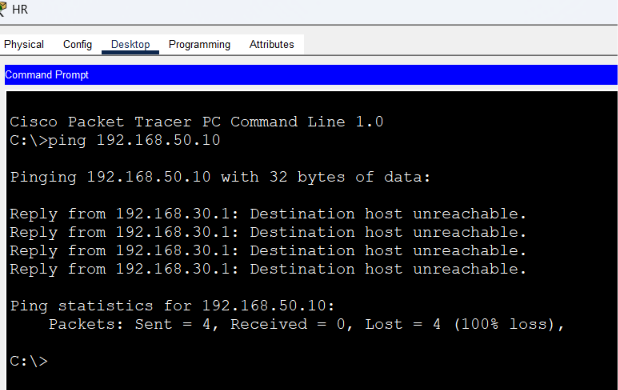 HR
Physical Config Desktop Programming Attributes
Command Prompt
Cisco Packet Tracer PC Command Line 1.0
C:\>ping 192.168.50.10
Pinging 192.168.50.10 with 32 bytes of data:
Reply from 192.168.30.1: Destination host unreachable.
Reply from 192.168.30.1: Destination host unreachable.
Reply from 192.168.30.1: Destination host unreachable.
Reply from 192.168.30.1: Destination host unreachable.
Ping statistics for 192.168.50.10:
Packets: Sent = 4, Received = 0, Lost = 4 (100% loss),
C:\>